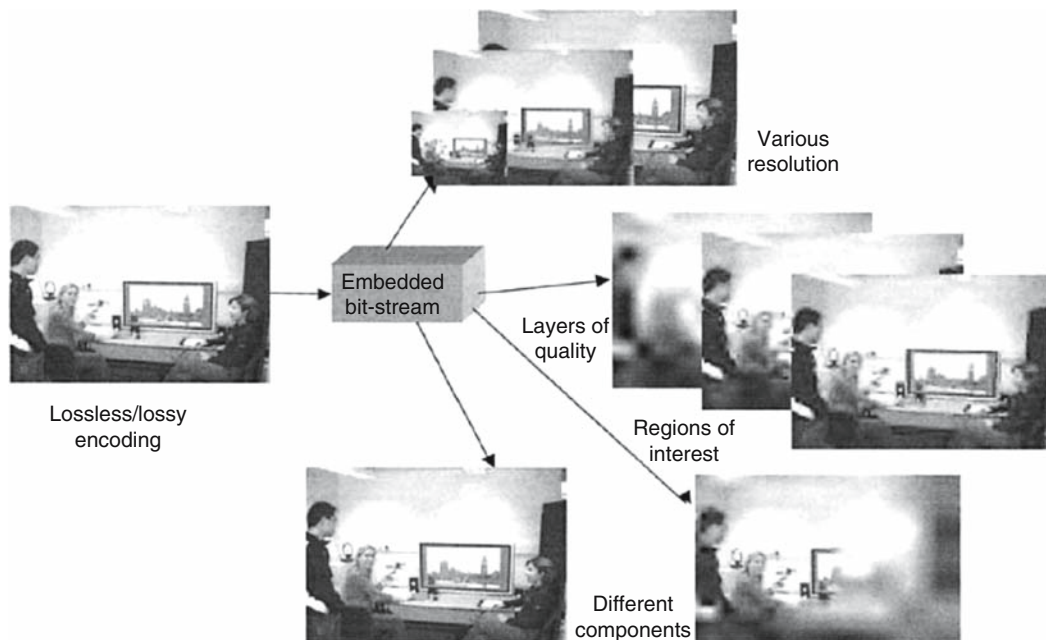 Various
resolution
Embedded
bit-stream
Layers of
quality
Lossless/lossy
encoding
Regions of
interest
Different
components